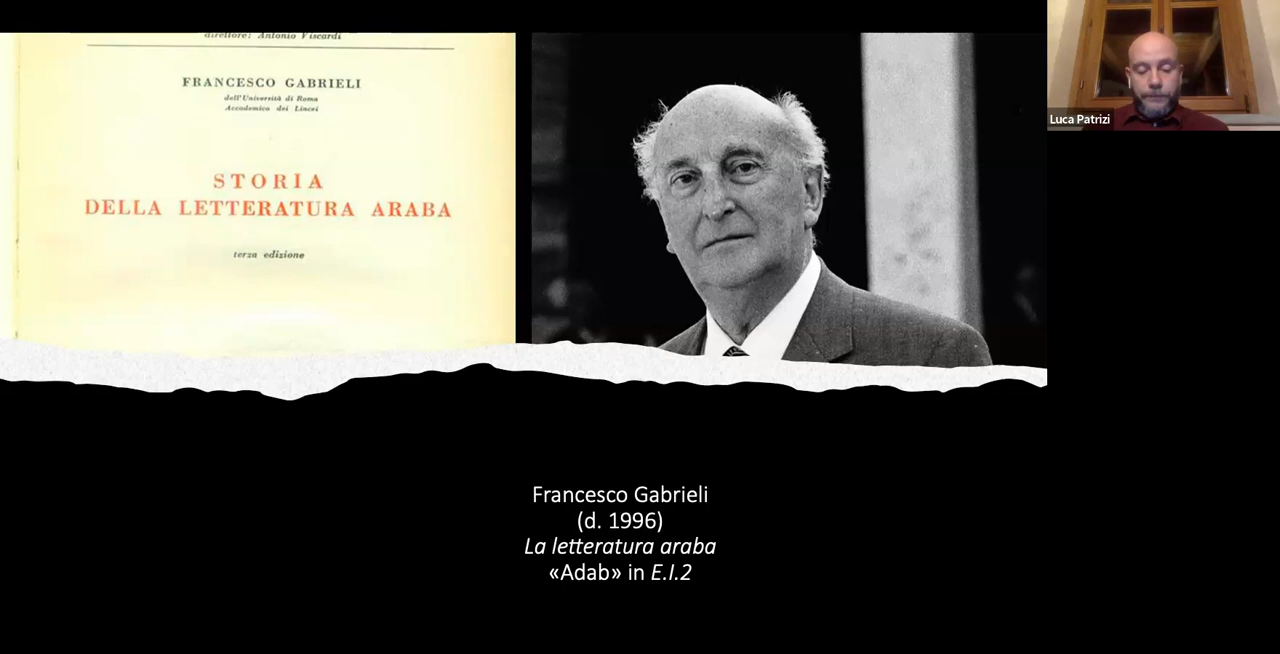 direttore: Antonio Viscardi
FRANCESCO GABRIELI
dell'Università di Roma
Accademico dei Lincei
STORIA
DELLA LETTERATURA ARABA
terza edizione
Luca Patrizi
Francesco Gabrieli
(d. 1996)
La letteratura araba
«Adab» in E.I.2